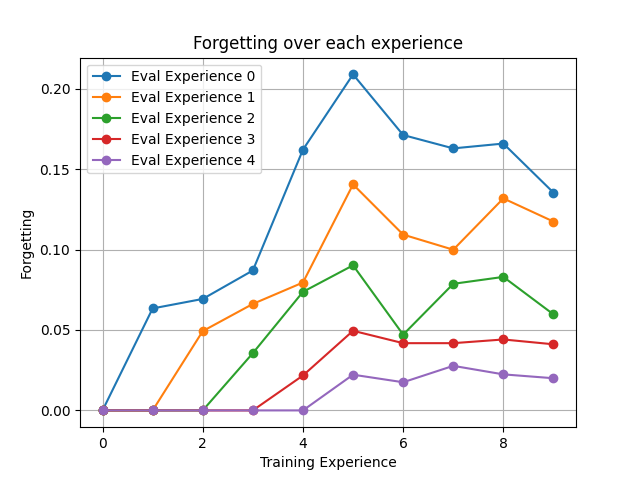 Forgetting over each experience
Eval Experience 0
Eval Experience 1
Eval Experience 2
Eval Experience 3
Eval Experience 4
0.20
0.15
0.10
0.05
0.00
Forgetting
0 2 4 6 8
Training Experience